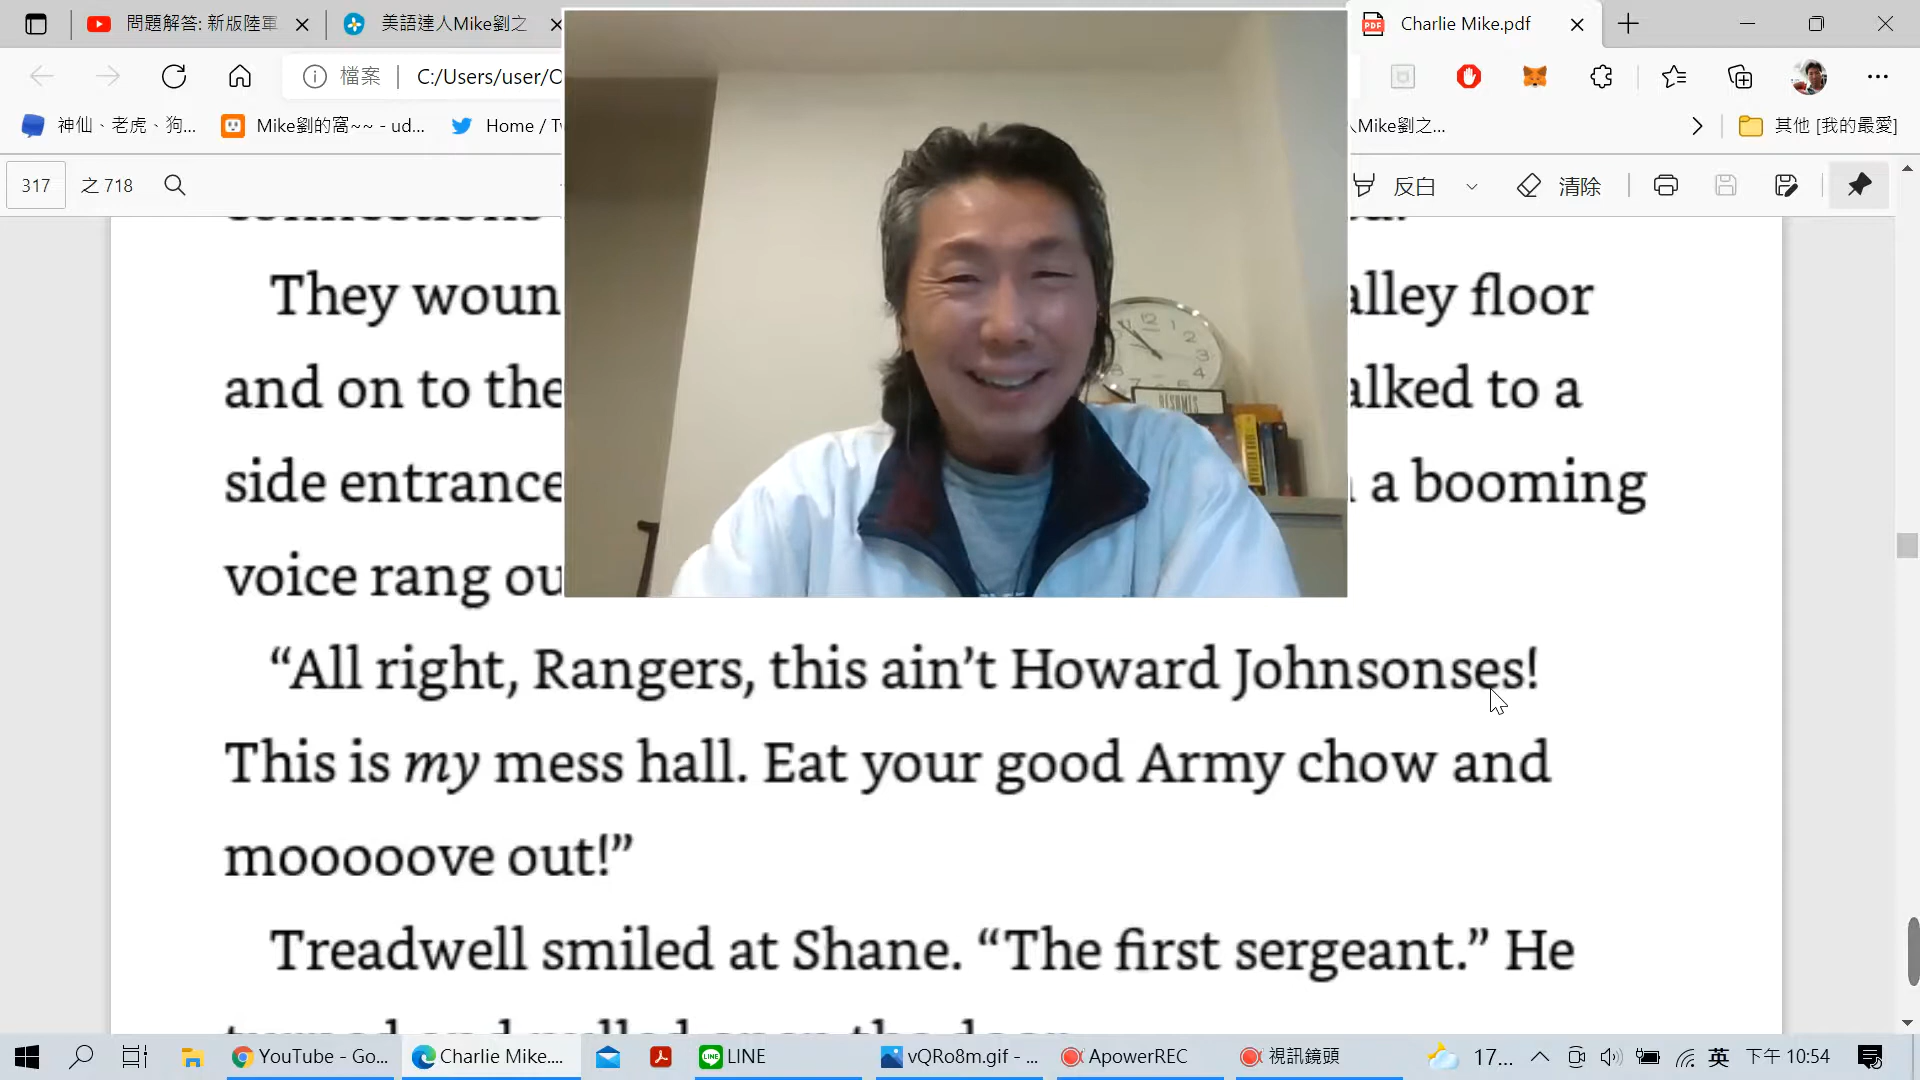 問題解答: 新版陸軍
美語達人Mike劉之
Charlie Mike.pdf
檔案
C:/Users/user/O
神仙、老虎、狗...
Mike劉的窩~~ - ud...
Home / Tw
Mike劉之...
其他 [我的最愛]
317 之 718
反白
清除
They woun
alley floor
and on to the
alked to a
side entrance
a booming
voice rang ou
“All right, Rangers, this ain’t Howard Johnsonses!
This is my mess hall. Eat your good Army chow and
mooooove out!”
Treadwell smiled at Shane. “The first sergeant.” He
RÉSUMÉS
YouTube - Go...
Charlie Mike....
LINE
vQRo8m.gif - ...
ApowerREC
視訊鏡頭
17...
英
下午 10:54